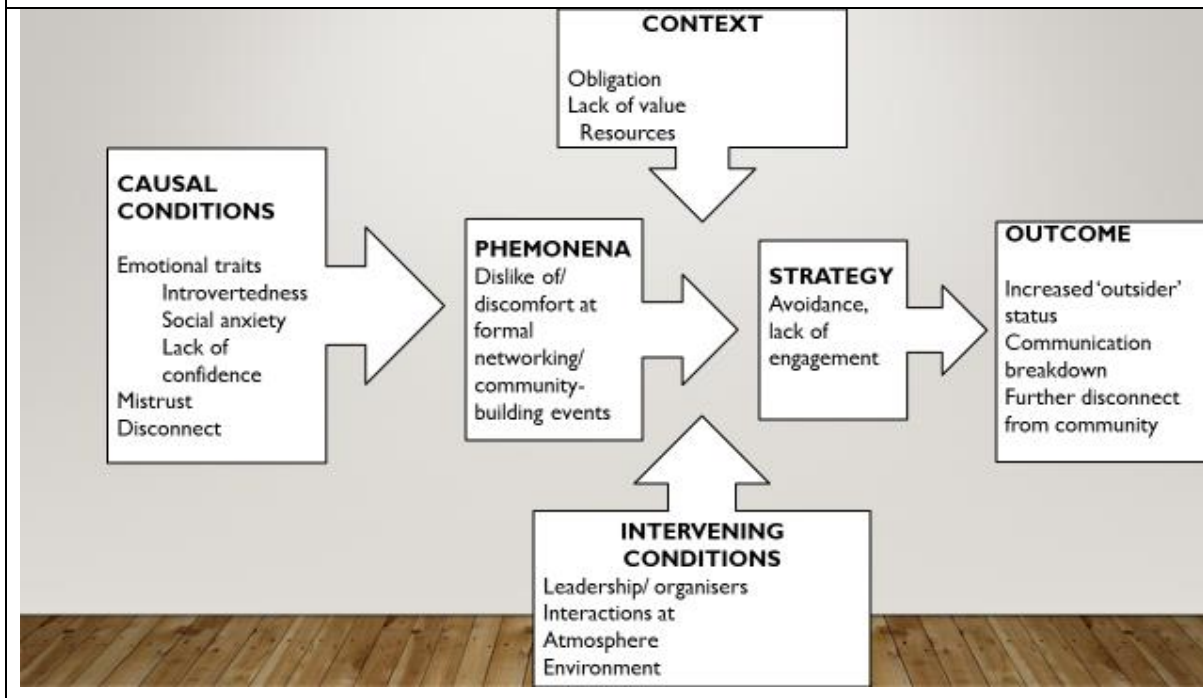 CONTEXT
Obligation
Lack of value
Resources
CAUSAL
CONDITIONS
Emotional traits
Introvertedness
Social anxiety
Lack of
confidence
Mistrust
Disconnect
PHEMONENA
Dislike of/
discomfort at
formal
networking/
community-
building events
STRATEGY
Avoidance,
lack of
engagement
OUTCOME
Increased ‘outsider’
status
Communication
breakdown
Further disconnect
from community
INTERVENING
CONDITIONS
Leadership/ organisers
Interactions at
Atmosphere
Environment